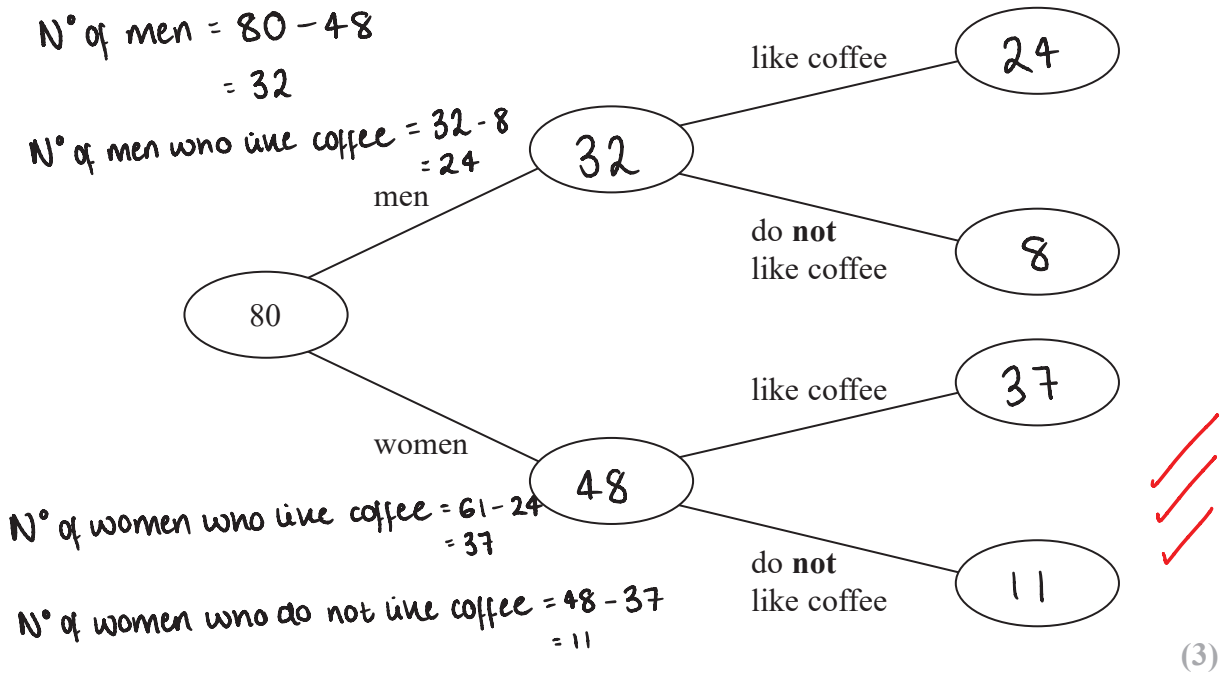 N° of men = 80 - 48
= 32
N° of men who like coffee = 32 - 8
= 24
men
32
like coffee
24
do not
like coffee
8
80
women
48
like coffee
37
do not
like coffee
11
N° of women who like coffee = 61 - 24
= 37
N° of women who do not like coffee = 48 - 37
= 11
(3)